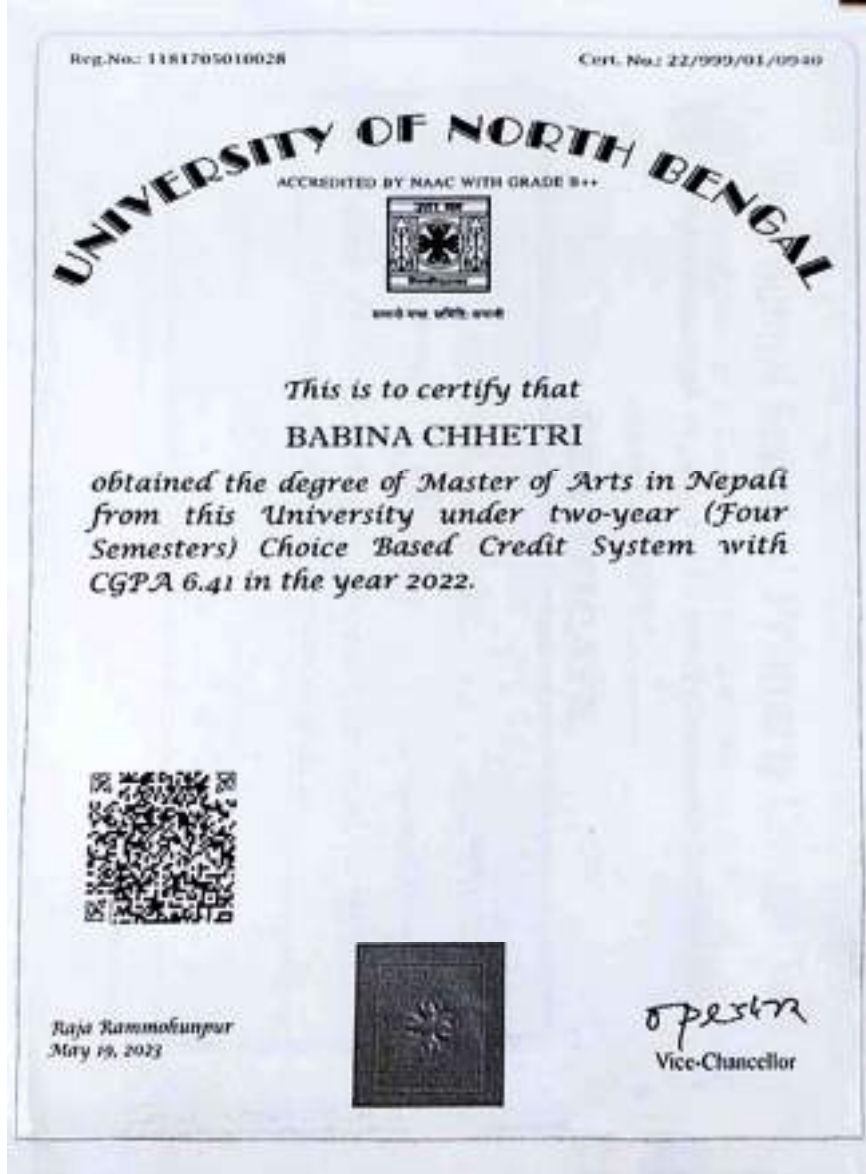 Reg.No.: 1181705010028
Cert. No.: 22/999/01/0940
UNIVERSITY OF NORTH BENGAL
ACCREDITED BY NAAC WITH GRADE B++
This is to certify that
BABINA CHHETRI
obtained the degree of Master of Arts in Nepali
from this University under two-year (Four
Semesters) Choice Based Credit System with
CGPA 6.41 in the year 2022.
Raja Rammohunpur
May 19, 2023
Vice-Chancellor